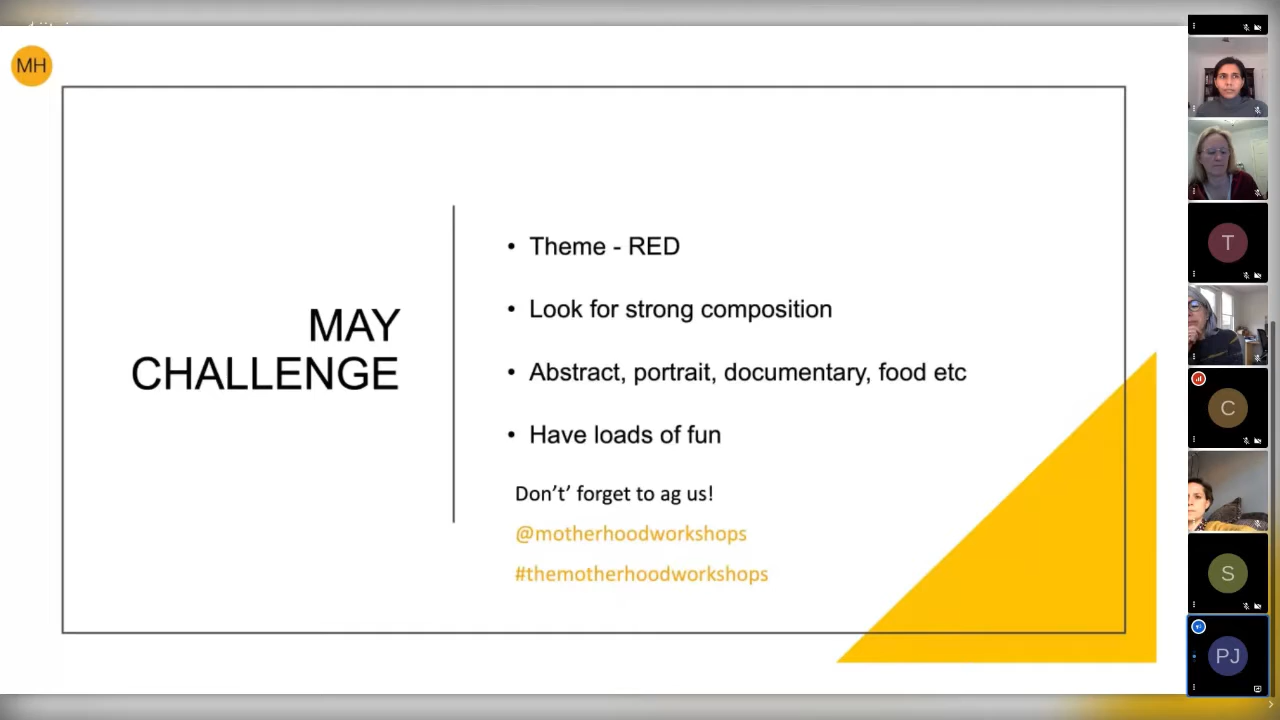 MH
MAY
CHALLENGE
• Theme - RED
• Look for strong composition
• Abstract, portrait, documentary, food etc
• Have loads of fun
Don’t’ forget to ag us!
@motherhoodworkshops
#themotherhoodworkshops
T
C
S
PJ